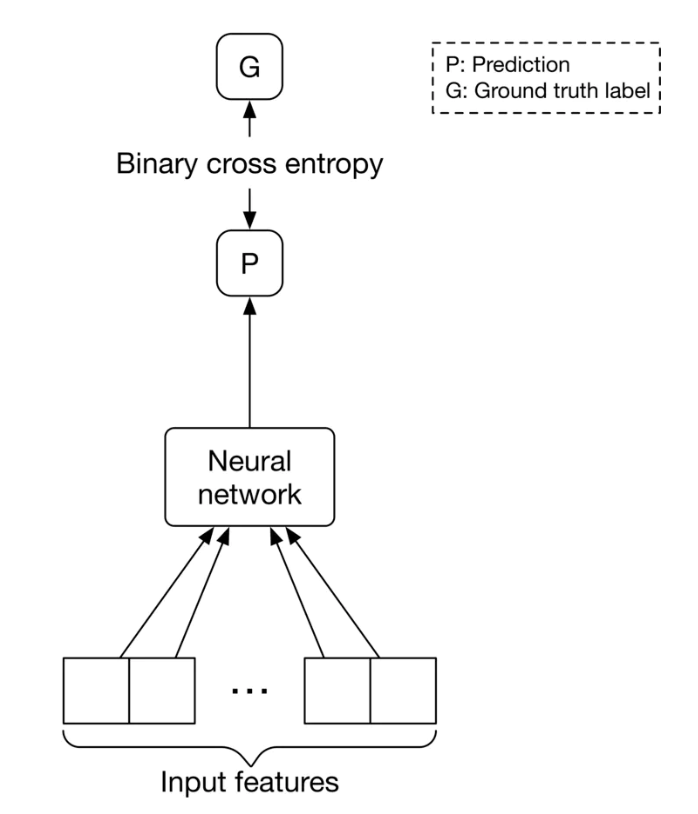 G
P: Prediction
G: Ground truth label
Binary cross entropy
P
Neural
network
...
Input features